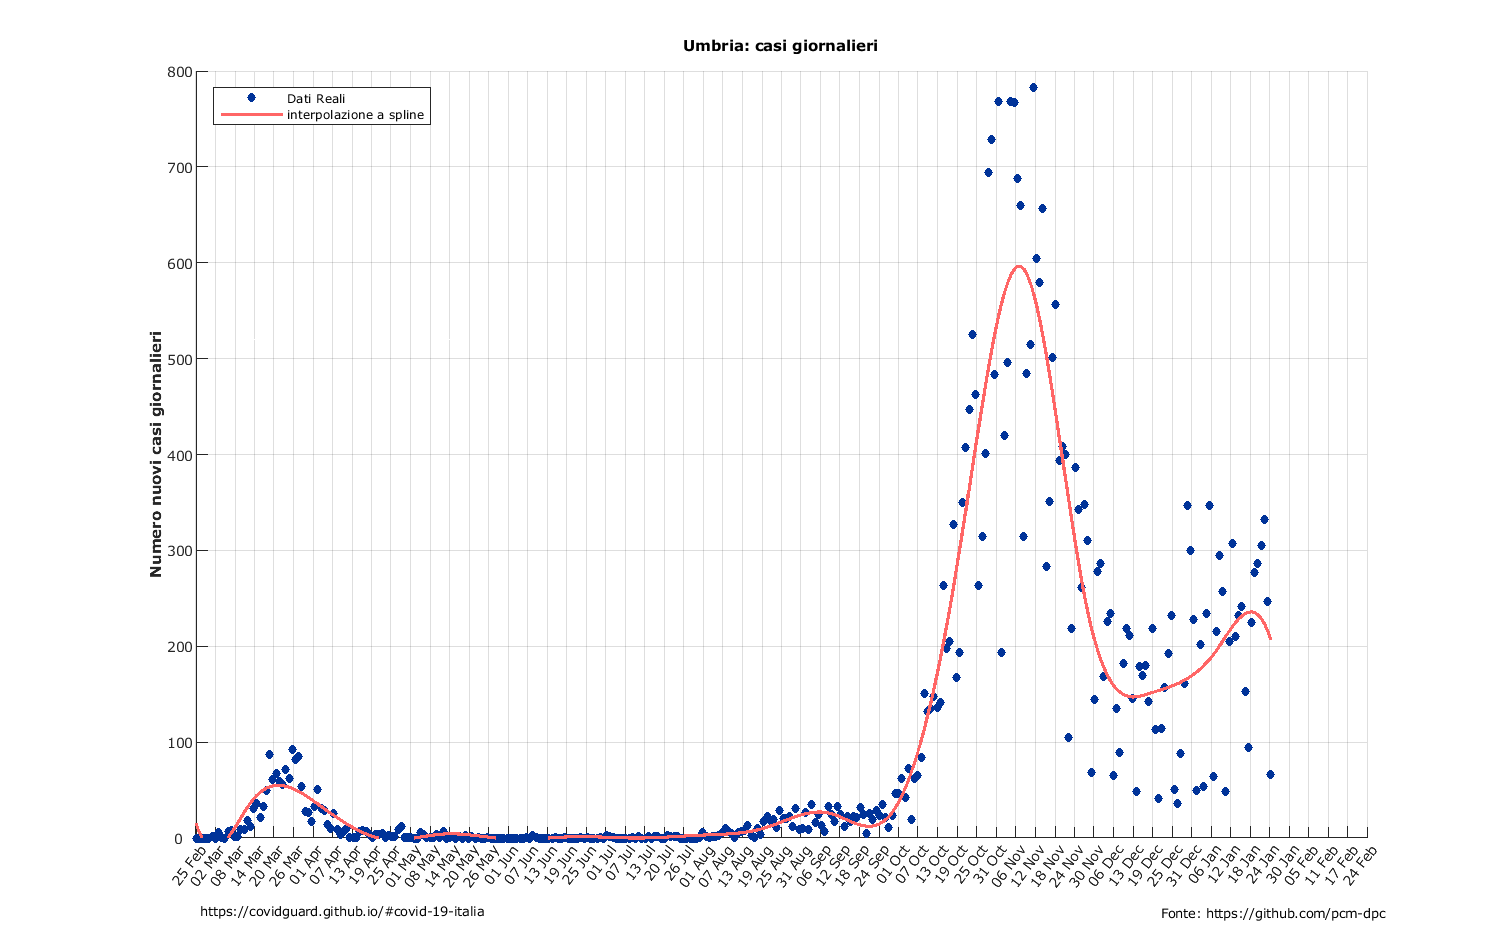 Umbria: casi giornalieri
Dati Reali
interpolazione a spline
Numero nuovi casi giornalieri
800
700
600
500
400
300
200
100
0
25 Feb
02 Mar
08 Mar
14 Mar
20 Mar
26 Mar
01 Apr
07 Apr
13 Apr
19 Apr
25 Apr
01 May
08 May
14 May
20 May
26 May
01 Jun
07 Jun
13 Jun
19 Jun
25 Jun
01 Jul
07 Jul
13 Jul
20 Jul
26 Jul
01 Aug
07 Aug
13 Aug
19 Aug
25 Aug
31 Aug
06 Sep
12 Sep
18 Sep
24 Sep
01 Oct
07 Oct
13 Oct
19 Oct
25 Oct
31 Oct
06 Nov
12 Nov
18 Nov
24 Nov
30 Nov
06 Dec
13 Dec
19 Dec
25 Dec
31 Dec
06 Jan
12 Jan
18 Jan
24 Jan
30 Jan
05 Feb
11 Feb
17 Feb
24 Feb
https://covidguard.github.io/#covid-19-italia
Fonte: https://github.com/pcm-dpc